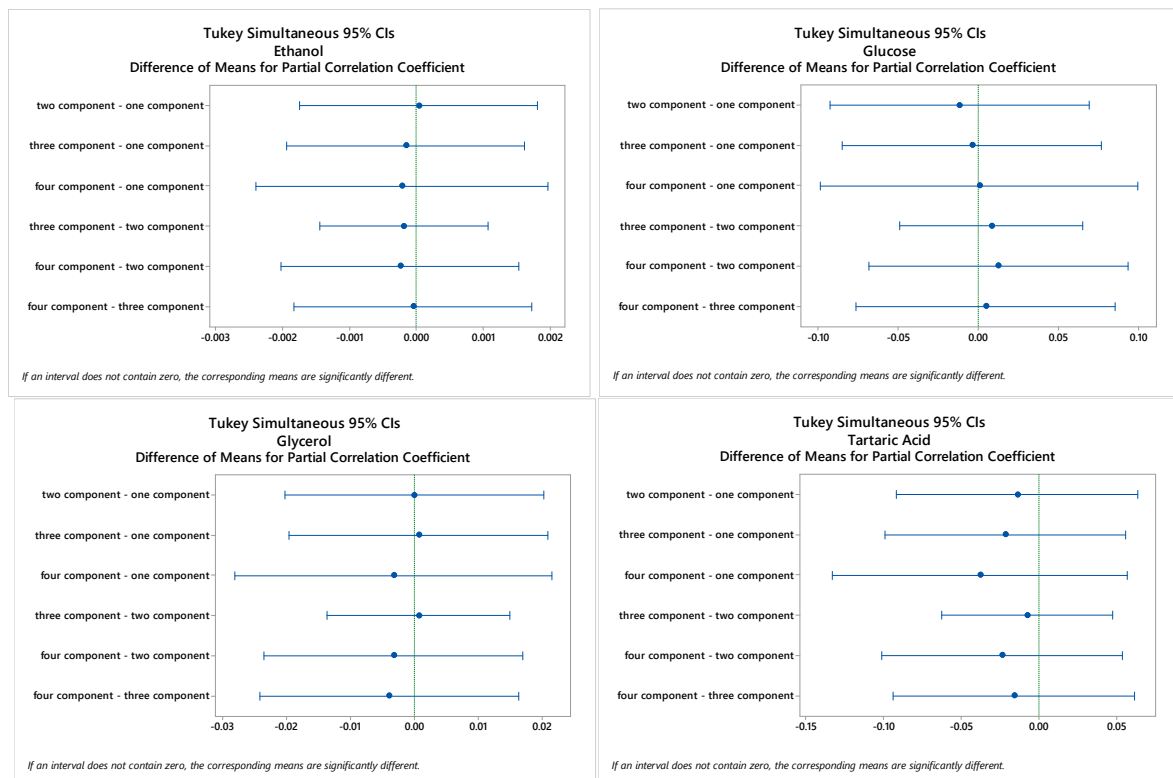 Tukey Simultaneous 95% CIs
Ethanol
Difference of Means for Partial Correlation Coefficient
two component - one component
three component - one component
four component - one component
three component - two component
four component - two component
four component - three component
-0.003 -0.002 -0.001 0.000 0.001 0.002
If an interval does not contain zero, the corresponding means are significantly different.
Tukey Simultaneous 95% CIs
Glucose
Difference of Means for Partial Correlation Coefficient
two component - one component
three component - one component
four component - one component
three component - two component
four component - two component
four component - three component
-0.10 -0.05 0.00 0.05 0.10
If an interval does not contain zero, the corresponding means are significantly different.
Tukey Simultaneous 95% CIs
Glycerol
Difference of Means for Partial Correlation Coefficient
two component - one component
three component - one component
four component - one component
three component - two component
four component - two component
four component - three component
-0.03 -0.02 -0.01 0.00 0.01 0.02
If an interval does not contain zero, the corresponding means are significantly different.
Tukey Simultaneous 95% CIs
Tartaric Acid
Difference of Means for Partial Correlation Coefficient
two component - one component
three component - one component
four component - one component
three component - two component
four component - two component
four component - three component
-0.15 -0.10 -0.05 0.00 0.05
If an interval does not contain zero, the corresponding means are significantly different.